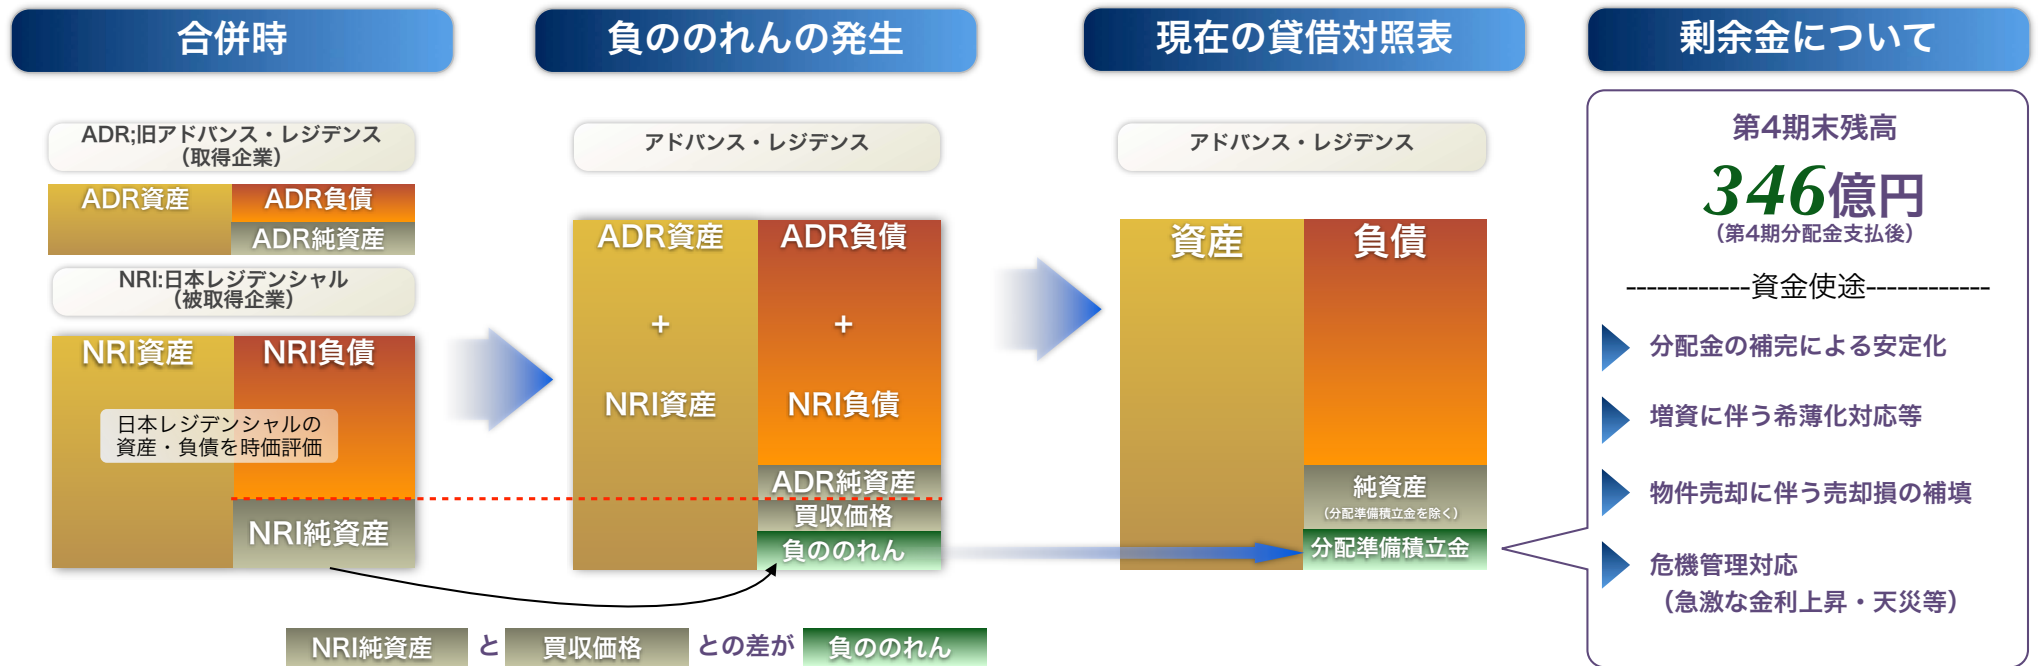 合併時
ADR;旧アドバンス・レジデンス
（取得企業）
ADR資産
ADR負債
ADR純資産
NRI:日本レジデンシャル
（被取得企業）
NRI資産
NRI負債
日本レジデンシャルの
資産・負債を時価評価
NRI純資産
負ののれんの発生
アドバンス・レジデンス
ADR資産
+
NRI資産
ADR負債
+
NRI負債
ADR純資産
買収価格
負ののれん
NRI純資産 と 買収価格 との差が 負ののれん
現在の貸借対照表
アドバンス・レジデンス
資産
負債
純資産
（分配準備積立金を除く）
分配準備積立金
剰余金について
第4期末残高
346億円
（第4期分配金支払後）
------------資金使途------------
分配金の補完による安定化
増資に伴う希薄化対応等
物件売却に伴う売却損の補填
危機管理対応
（急激な金利上昇・天災等）